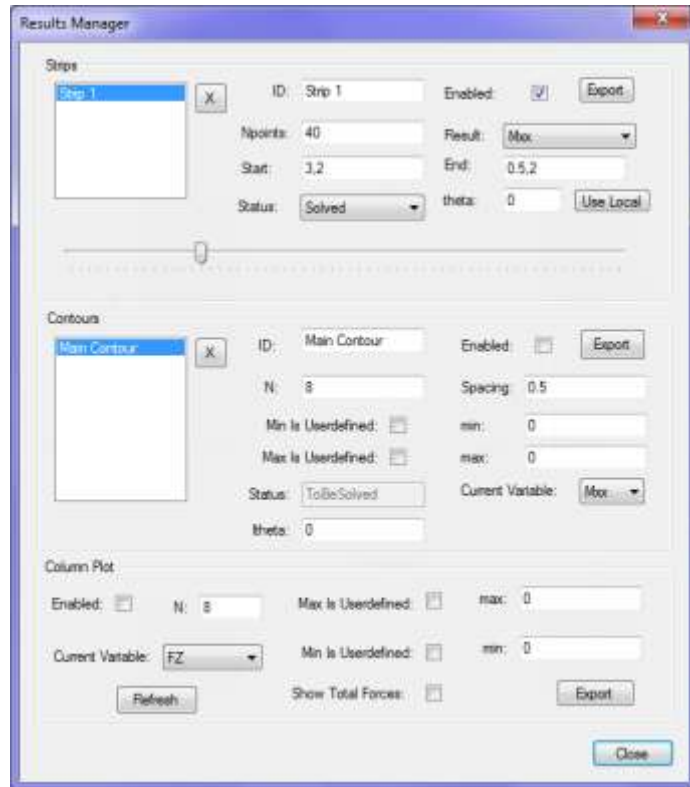 Results Manager
Strips
Strip 1
X
ID: Strip 1
Enabled:
Export
Npoints: 40
Result: Mxx
Start: 3,2
End: 0.5,2
Status: Solved
theta: 0
Use Local
Contours
Main Contour
X
ID: Main Contour
Enabled:
Export
N: 8
Spacing: 0.5
Min Is Userdefined:
min: 0
Max Is Userdefined:
max: 0
Status: ToBeSolved
Current Variable: Mxx
ltheta: 0
Column Plot
Enabled:
N: 8
Max Is Userdefined:
max: 0
Current Variable: FZ
Min Is Userdefined:
min: 0
Refresh
Show Total Forces:
Export
Close